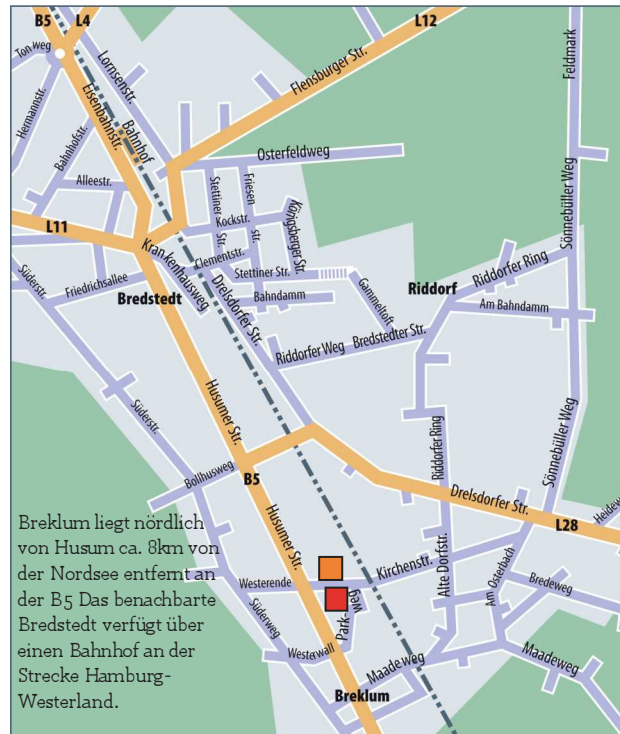 B5
L4
L12
Ton weg
Lornsenstr.
Hermannstr.
Eisenbahnstr.
Bahnhof
Flensburger Str.
Feldmark
Bahnhofstr.
Osterfeldweg
Alleestr.
Stettiner Str.
Friesen str.
Königsberger Str.
Kockstr.
L11
Sönnebüller Weg
Krankenhausweg
Clementstr.
Stettiner Str.
Süderstr.
Friedrichsallee
Bredstedt
Drelsdorfer Str.
Bahndamm
Gammeltoft
Riddorf
Riddorfer Ring
Am Bahndamm
Riddorfer Weg
Bredstedter Str.
Husumer Str.
Süderstr.
Riddorfer Ring
Sönnebüller Weg
Bollhusweg
B5
Drelsdorfer Str.
L28
Heidew
Breklum liegt nördlich
von Husum ca. 8km von
der Nordsee entfernt an
der B5 Das benachbarte
Bredstedt verfügt über
einen Bahnhof an der
Strecke Hamburg-
Westerland.
Husumer Str.
Westerende
Kirchenstr.
Alte Dorfstr.
Am Osterbach
Bredeweg
Süderweg
Park-
weg
Westerwall
Maade weg
Maadeweg
Breklum